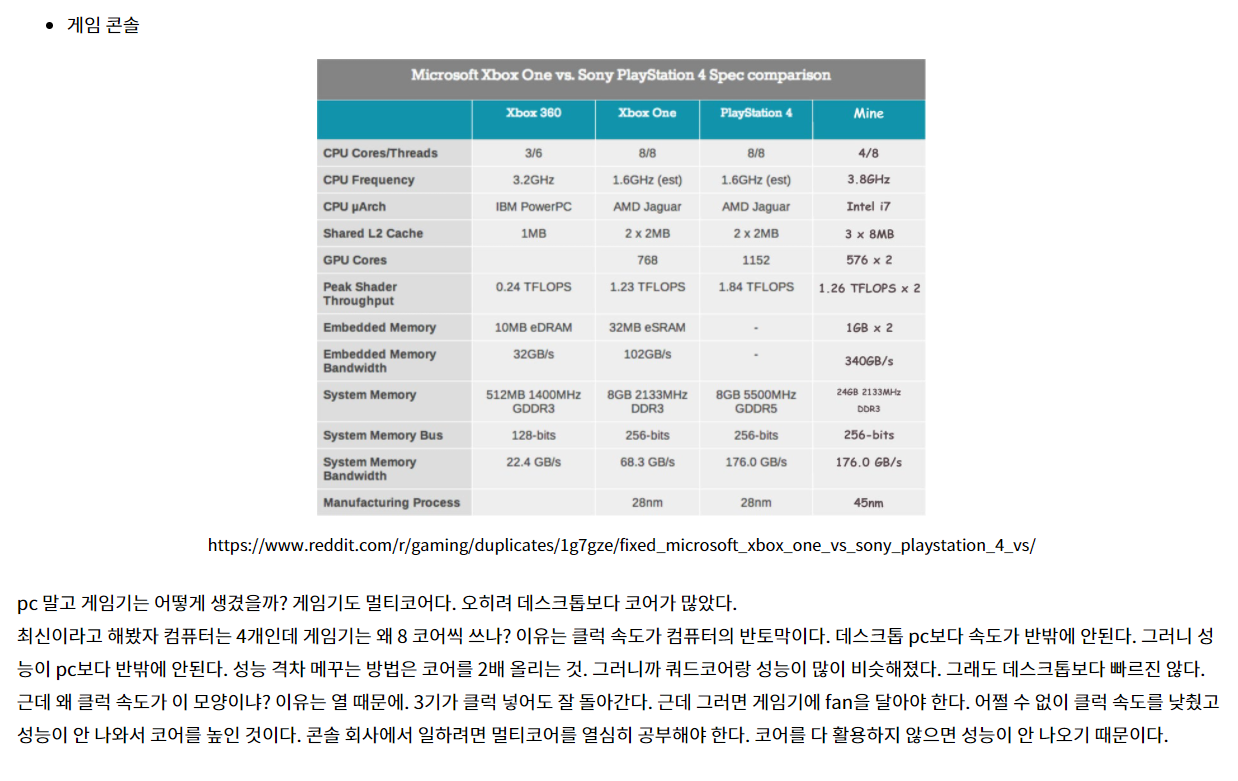 게임 콘솔
Microsoft Xbox One vs. Sony PlayStation 4 Spec comparison
Xbox 360 Xbox One PlayStation 4 Mine
CPU Cores/Threads 3/6 8/8 8/8 4/8
CPU Frequency 3.2GHz 1.6GHz (est) 1.6GHz (est) 3.8GHz
CPU µArch IBM PowerPC AMD Jaguar AMD Jaguar Intel i7
Shared L2 Cache 1MB 2 x 2MB 2 x 2MB 3 x 8MB
GPU Cores 768 1152 576 x 2
Peak Shader Throughput 0.24 TFLOPS 1.23 TFLOPS 1.84 TFLOPS 1.26 TFLOPS x 2
Embedded Memory 10MB eDRAM 32MB eSRAM - 1GB x 2
Embedded Memory Bandwidth 32GB/s 102GB/s - 340GB/s
System Memory 512MB 1400MHz GDDR3 8GB 2133MHz DDR3 8GB 5500MHz GDDR5 24GB 2133MHz DDR3
System Memory Bus 128-bits 256-bits 256-bits 256-bits
System Memory Bandwidth 22.4 GB/s 68.3 GB/s 176.0 GB/s 176.0 GB/s
Manufacturing Process 28nm 28nm 45nm
https://www.reddit.com/r/gaming/duplicates/1g7gze/fixed_microsoft_xbox_one_vs_sony_playstation_4_vs/
pc 말고 게임기는 어떻게 생겼을까? 게임기도 멀티코어다. 오히려 데스크톱보다 코어가 많았다.
최신이라고 해봤자 컴퓨터는 4개인데 게임기는 왜 8 코어씩 쓰나? 이유는 클럭 속도가 컴퓨터의 반토막이다. 데스크톱 pc보다 속도가 반밖에 안된다. 그러니 성
능이 pc보다 반밖에 안된다. 성능 격차 메꾸는 방법은 코어를 2배 올리는 것. 그러니까 쿼드코어랑 성능이 많이 비슷해졌다. 그래도 데스크톱보다 빠르진 않다.
근데 왜 클럭 속도가 이 모양이냐? 이유는 열 때문에. 3기가 클럭 넣어도 잘 돌아간다. 근데 그러면 게임기에 fan을 달아야 한다. 어쩔 수 없이 클럭 속도를 낮췄고
성능이 안 나와서 코어를 높인 것이다. 콘솔 회사에서 일하려면 멀티코어를 열심히 공부해야 한다. 코어를 다 활용하지 않으면 성능이 안 나오기 때문이다.